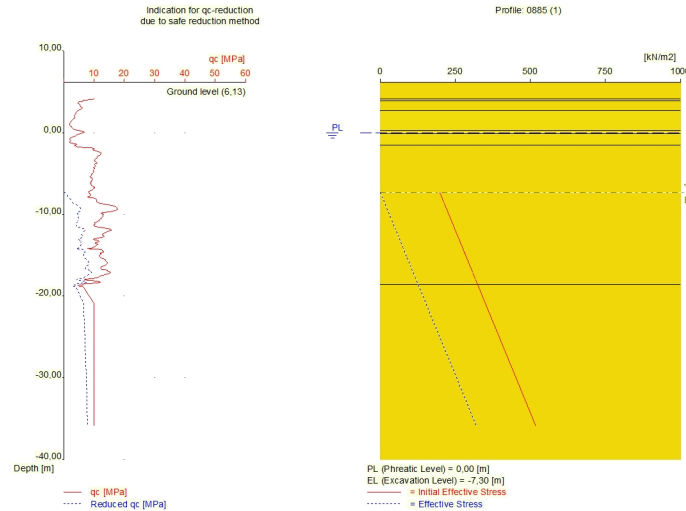 Indication for qc-reduction
due to safe reduction method
10,00
qc [MPa]
10 20 30 40 50 60
Ground level (6,13)
0,00
-10,00
-20,00
-30,00
-40,00
Depth [m]
qc [MPa]
Reduced qc [MPa]
Profile: 0885 (1)
[kN/m2]
0 250 500 750 1000
PL
PL (Phreatic Level) = 0,00 [m]
EL (Excavation Level) = -7,30 [m]
= Initial Effective Stress
= Effective Stress